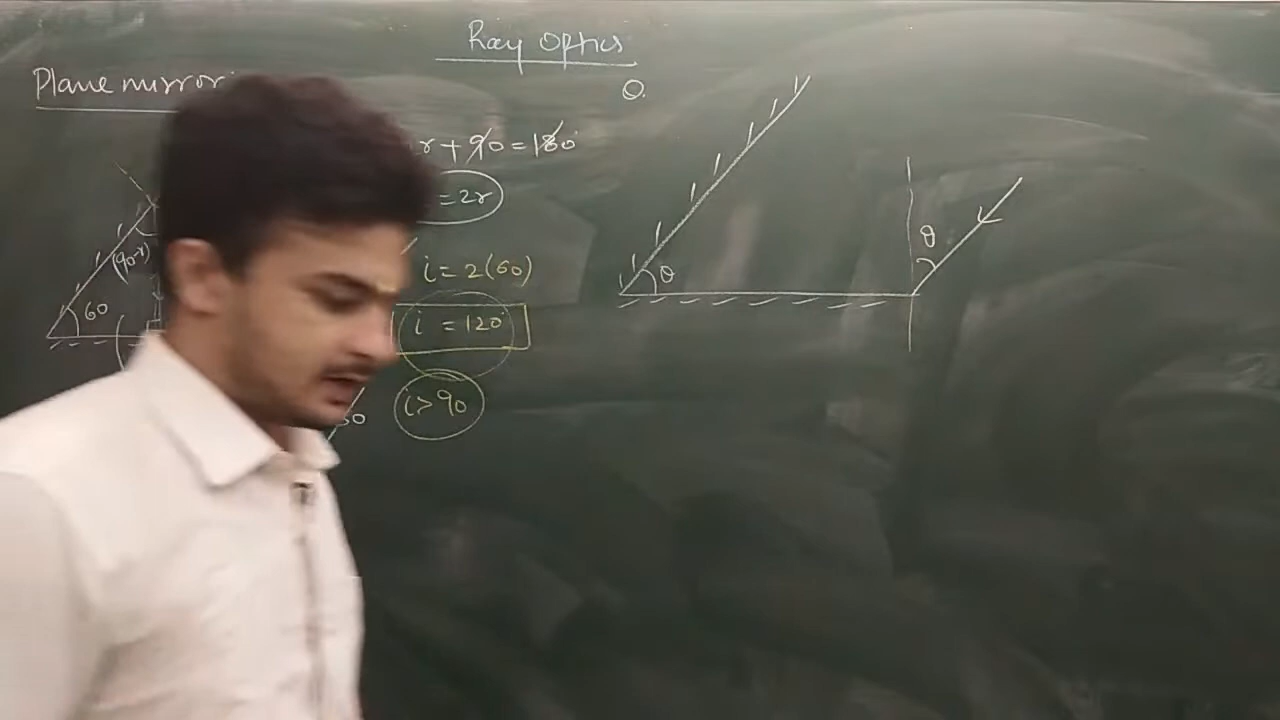 Ray Optics
Plane mirror
Q.
r + 90 = 180°
= 2r
i = 2(60)
i = 120°
i > 90
(90-r)
60
θ
θ